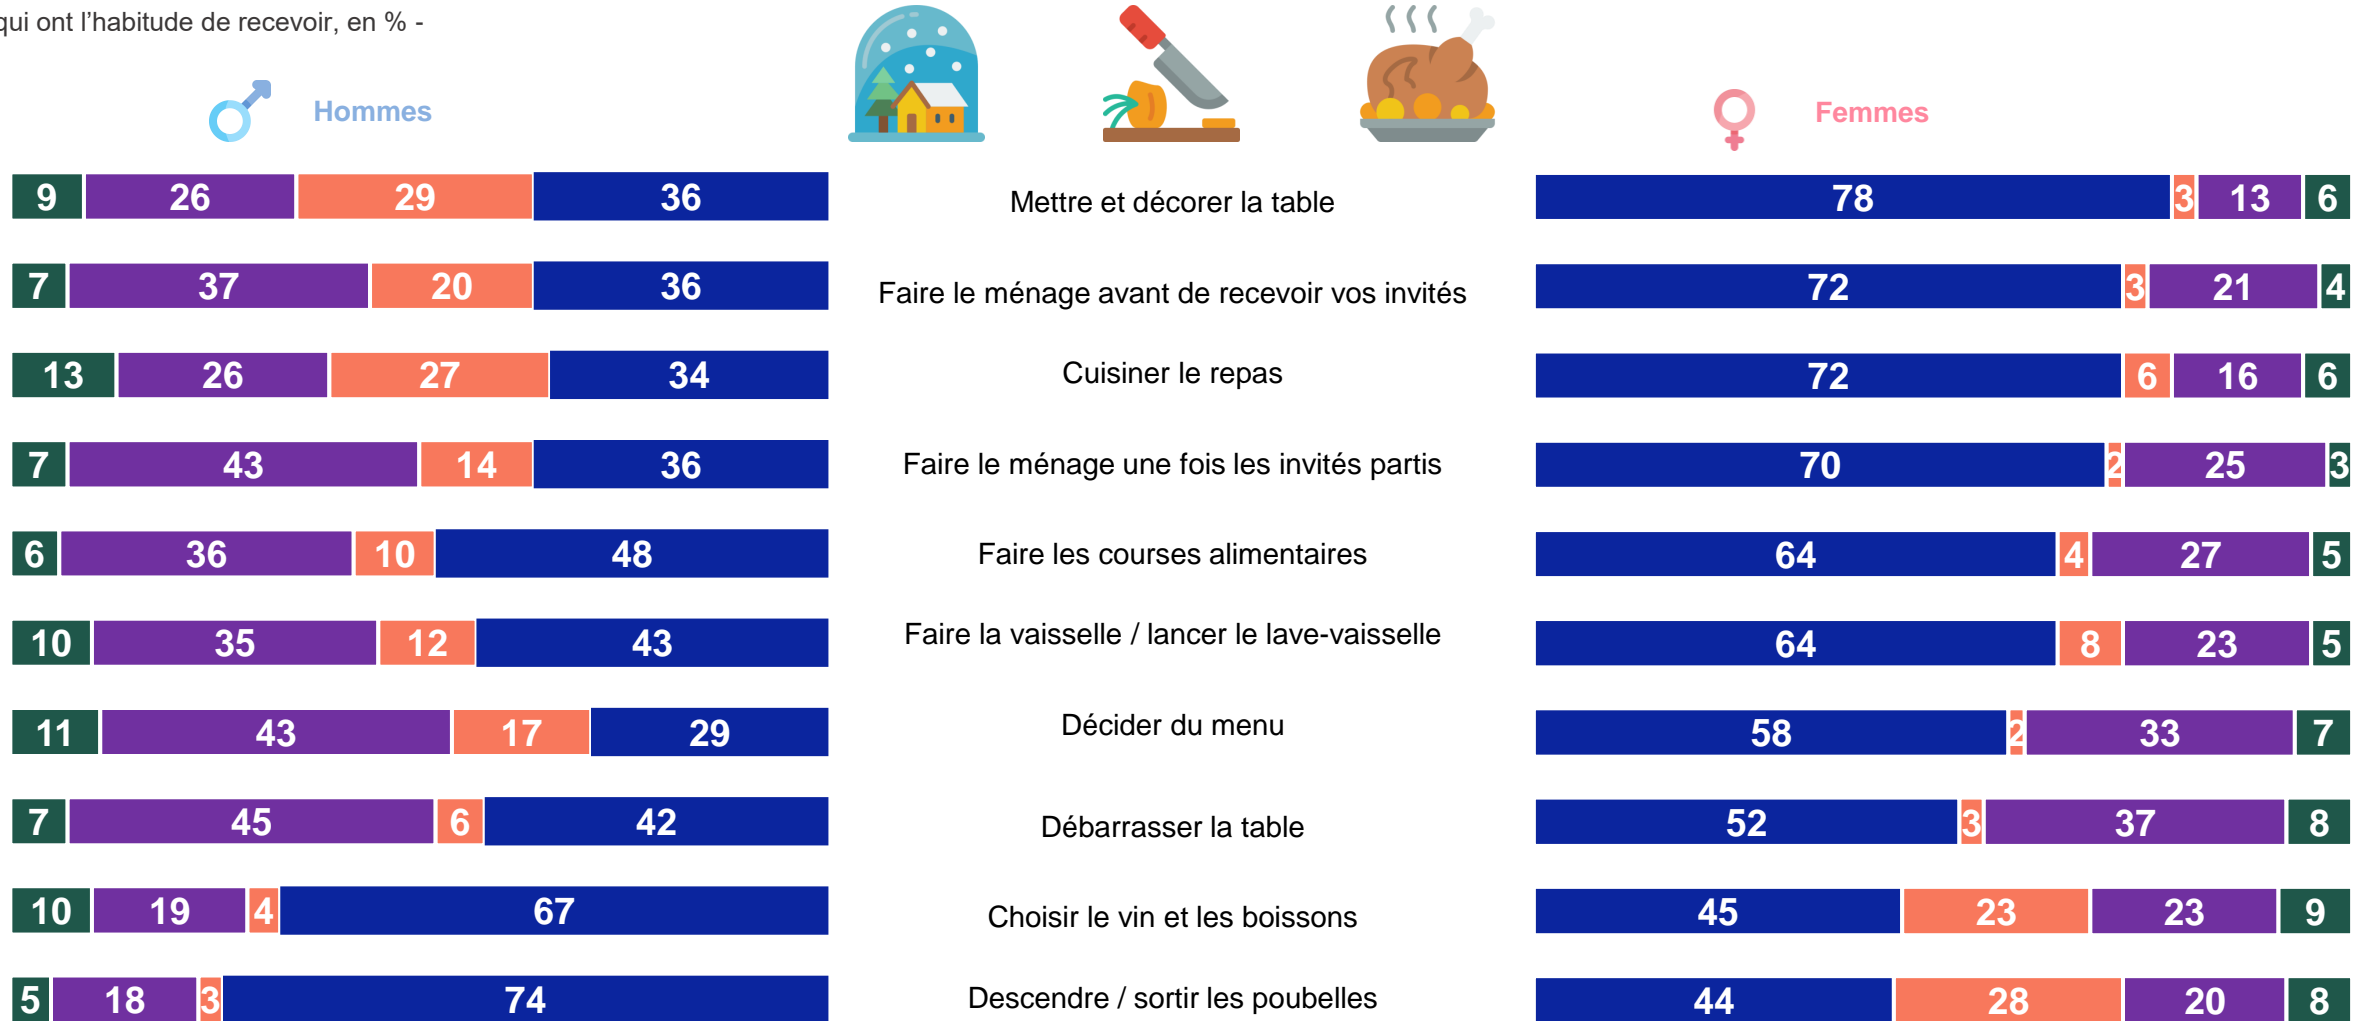 qui ont l'habitude de recevoir, en % -
Hommes
Femmes
9 26 29 36 Mettre et décorer la table 78 3 13 6
7 37 20 36 Faire le ménage avant de recevoir vos invités 72 3 21 4
13 26 27 34 Cuisiner le repas 72 6 16 6
7 43 14 36 Faire le ménage une fois les invités partis 70 2 25 3
6 36 10 48 Faire les courses alimentaires 64 4 27 5
10 35 12 43 Faire la vaisselle / lancer le lave-vaisselle 64 8 23 5
11 43 17 29 Décider du menu 58 2 33 7
7 45 6 42 Débarrasser la table 52 3 37 8
10 19 4 67 Choisir le vin et les boissons 45 23 23 9
5 18 3 74 Descendre / sortir les poubelles 44 28 20 8